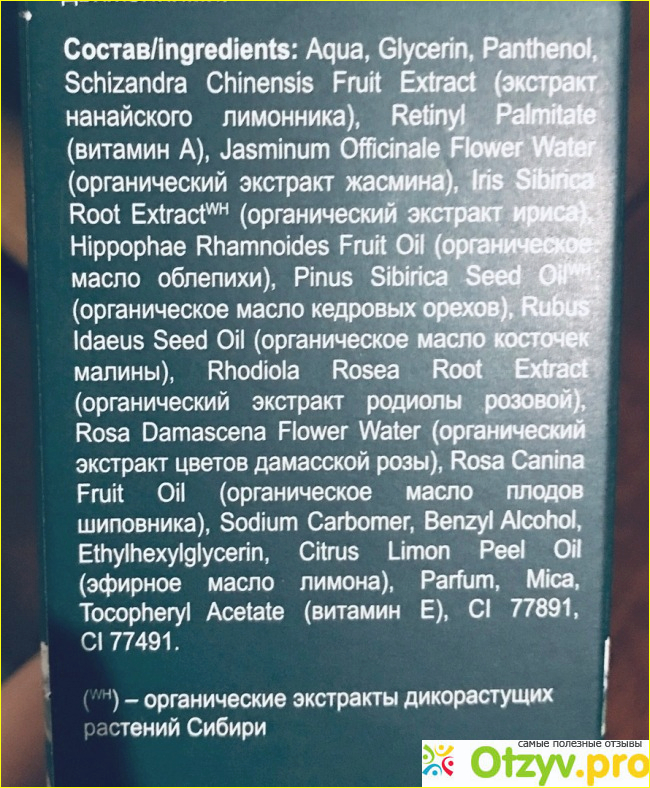 Состав/ingredients: Aqua, Glycerin, Panthenol,
Schizandra Chinensis Fruit Extract (экстракт
нанайского лимонника), Retinyl Palmitate
(витамин А), Jasminum Officinale Flower Water
(органический экстракт жасмина), Iris Sibirica
Root Extractᵂᴴ (органический экстракт ириса),
Hippophae Rhamnoides Fruit Oil (органическое
масло облепихи), Pinus Sibirica Seed Oilᵂᴴ
(органическое масло кедровых орехов), Rubus
Idaeus Seed Oil (органическое масло косточек
малины), Rhodiola Rosea Root Extract
(органический экстракт родиолы розовой),
Rosa Damascena Flower Water (органический
экстракт цветов дамасской розы), Rosa Canina
Fruit Oil (органическое масло плодов
шиповника), Sodium Carbomer, Benzyl Alcohol,
Ethylhexylglycerin, Citrus Limon Peel Oil
(эфирное масло лимона), Parfum, Mica,
Tocopheryl Acetate (витамин Е), CI 77891,
CI 77491.
(ᵂᴴ) – органические экстракты дикорастущих
растений Сибири
самые полезные отзывы
Otzyv.pro